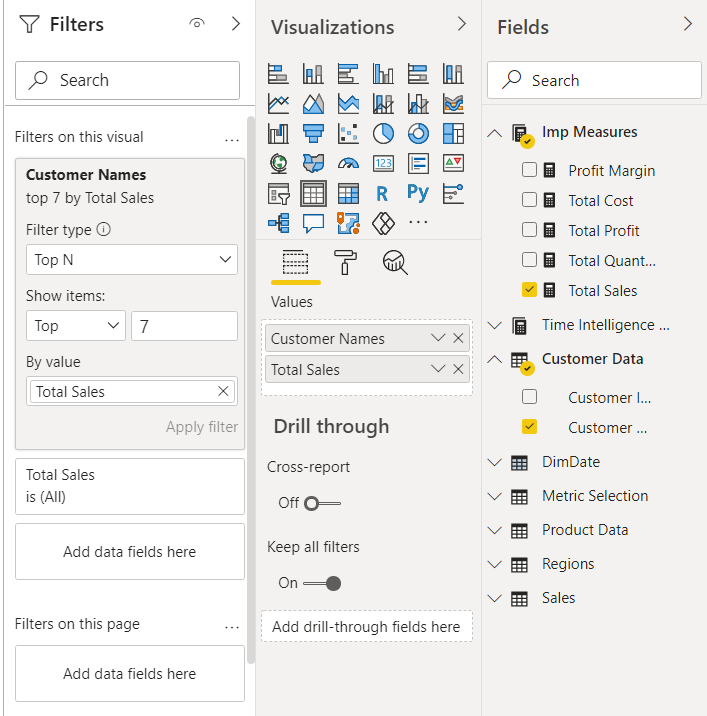 Filters
Search
Filters on this visual
...
Customer Names
top 7 by Total Sales
Filter type
Top N
Show items:
Top
7
By value
Total Sales
Apply filter
Total Sales
is (All)
Add data fields here
Filters on this page
...
Add data fields here
Visualizations
123
R
Py
...
Values
Customer Names
Total Sales
Drill through
Cross-report
Off
Keep all filters
On
Add drill-through fields here
Fields
Search
Imp Measures
Profit Margin
Total Cost
Total Profit
Total Quant...
Total Sales
Time Intelligence ...
Customer Data
Customer I...
Customer ...
DimDate
Metric Selection
Product Data
Regions
Sales